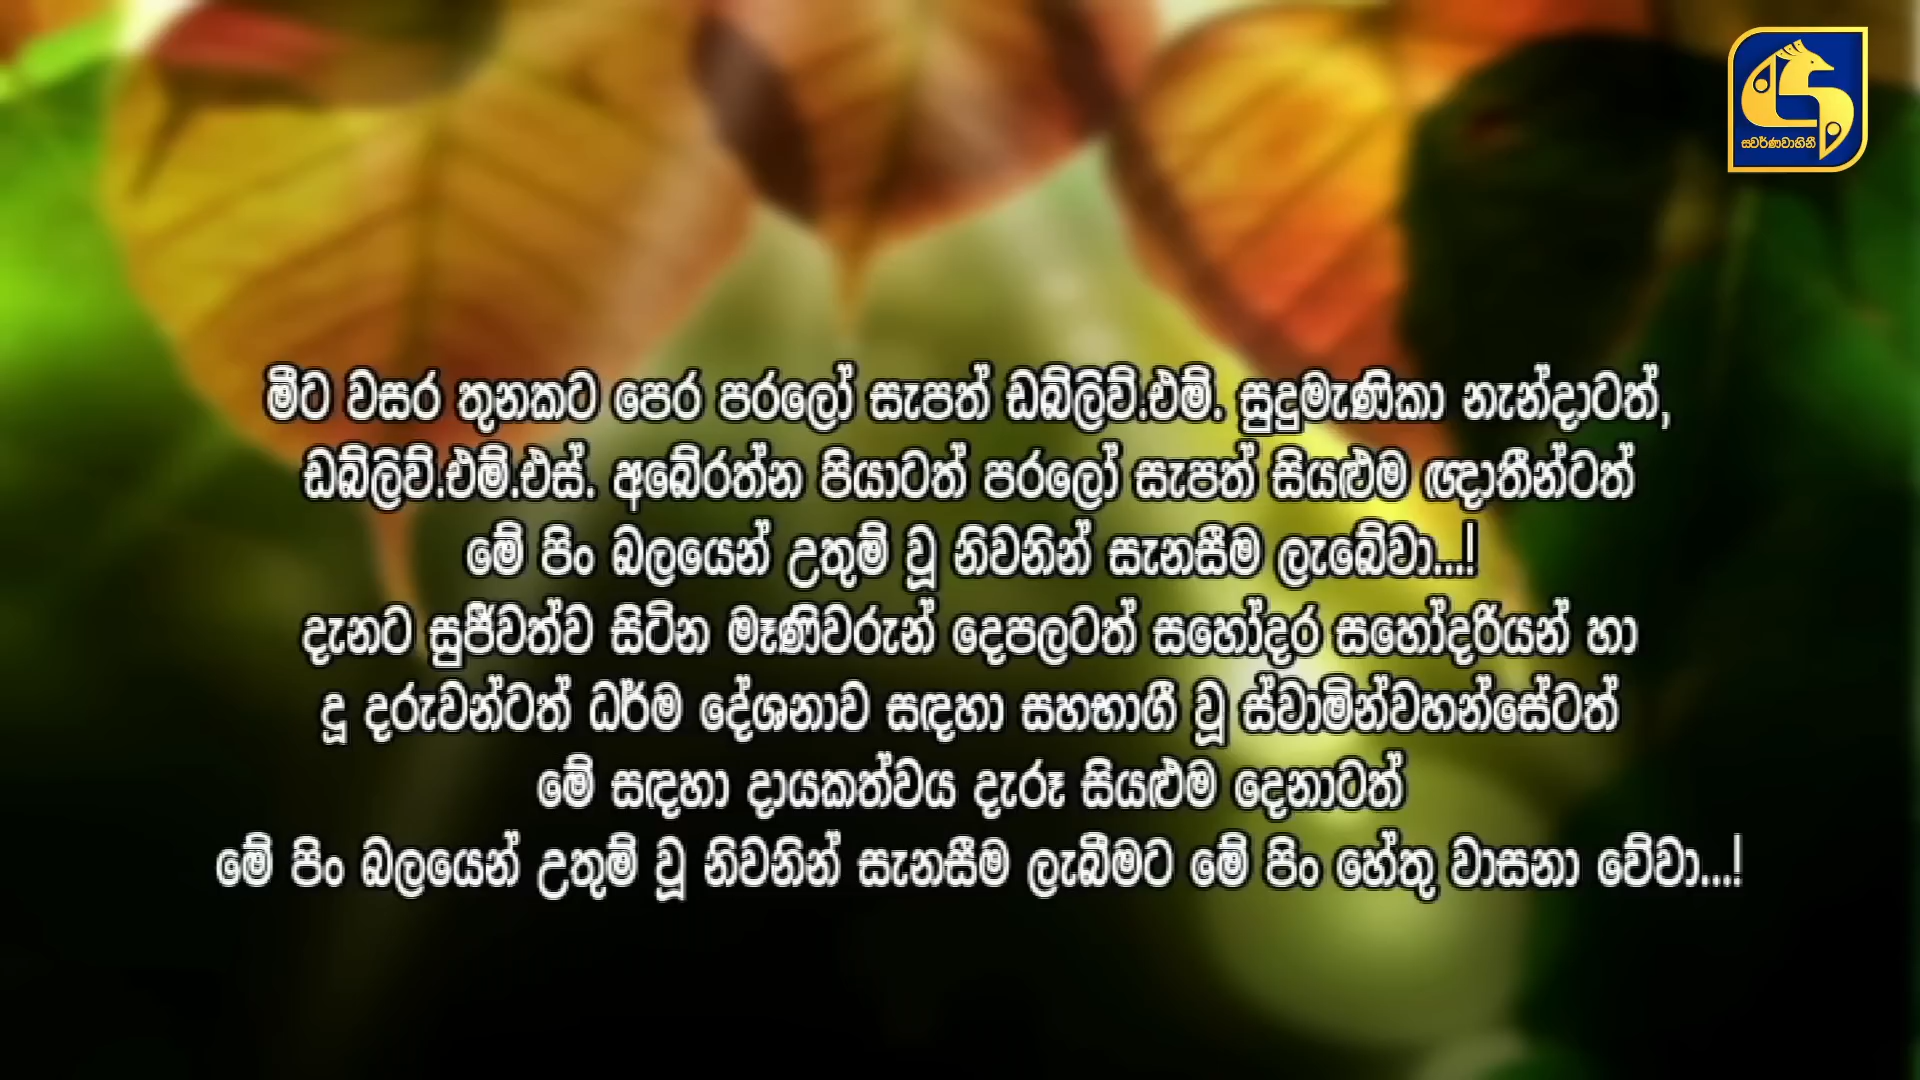 ස්වර්ණවාහිනී
මීට වසර තුනකට පෙර පරලෝ සැපත් ඩබ්ලිව්.එම්. සුදුමැණිකා නැන්දාටත්,
ඩබ්ලිව්.එම්.එස්. අබේරත්න පියාටත් පරලෝ සැපත් සියළුම ඥාතීන්ටත්
මේ පිං බලයෙන් උතුම් වූ නිවනින් සැනසීම ලැබේවා...!
දැනට සුජීවත්ව සිටින මෑණිවරුන් දෙපලටත් සහෝදර සහෝදරියන් හා
දූ දරුවන්ටත් ධර්ම දේශනාව සඳහා සහභාගී වූ ස්වාමින්වහන්සේටත්
මේ සඳහා දායකත්වය දැරූ සියළුම දෙනාටත්
මේ පිං බලයෙන් උතුම් වූ නිවනින් සැනසීම ලැබීමට මේ පිං හේතු වාසනා වේවා...!